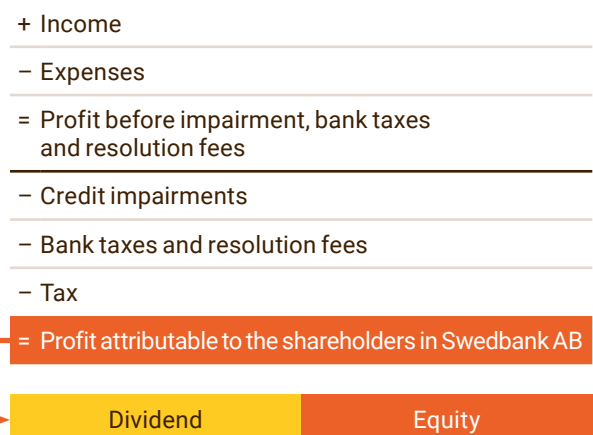 + Income
– Expenses
= Profit before impairment, bank taxes
and resolution fees
– Credit impairments
– Bank taxes and resolution fees
– Tax
= Profit attributable to the shareholders in Swedbank AB
Dividend Equity